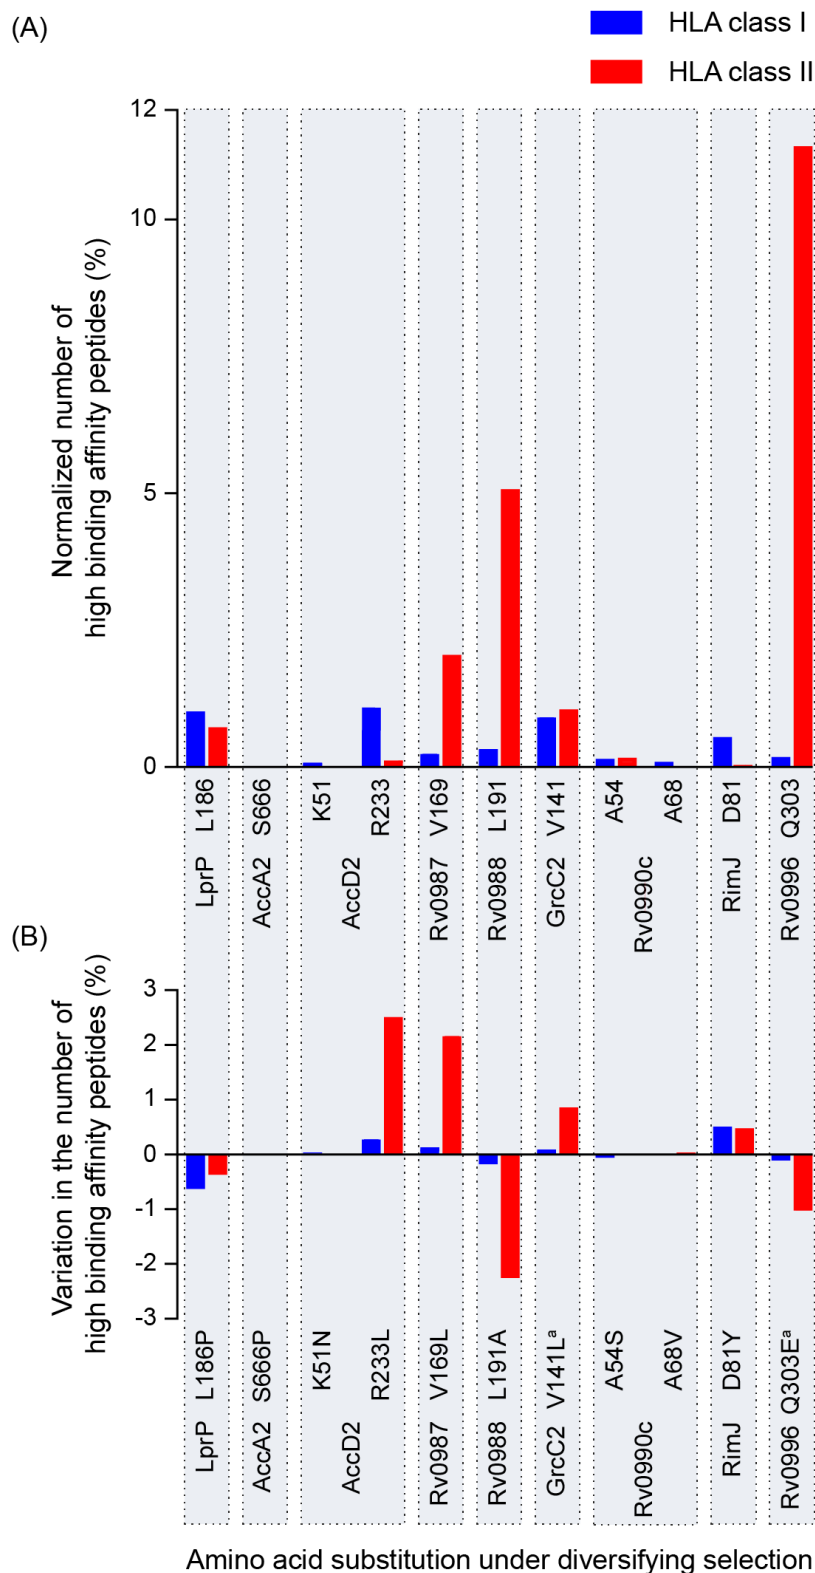 (A)
HLA class I
HLA class II
Normalized number of
high binding affinity peptides (%)
12
10
5
0
L186
S666
K51
R233
V169
L191
V141
A54
A68
D81
Q303
LprP
AccA2
AccD2
Rv0987
Rv0988
GrcC2
Rv0990c
RimJ
Rv0996
(B)
Variation in the number of
high binding affinity peptides (%)
3
2
1
0
-1
-2
-3
L186P
S666P
K51N
R233L
V169L
L191A
V141Lª
A54S
A68V
D81Y
Q303Eª
LprP
AccA2
AccD2
Rv0987
Rv0988
GrcC2
Rv0990c
RimJ
Rv0996
Amino acid substitution under diversifying selection